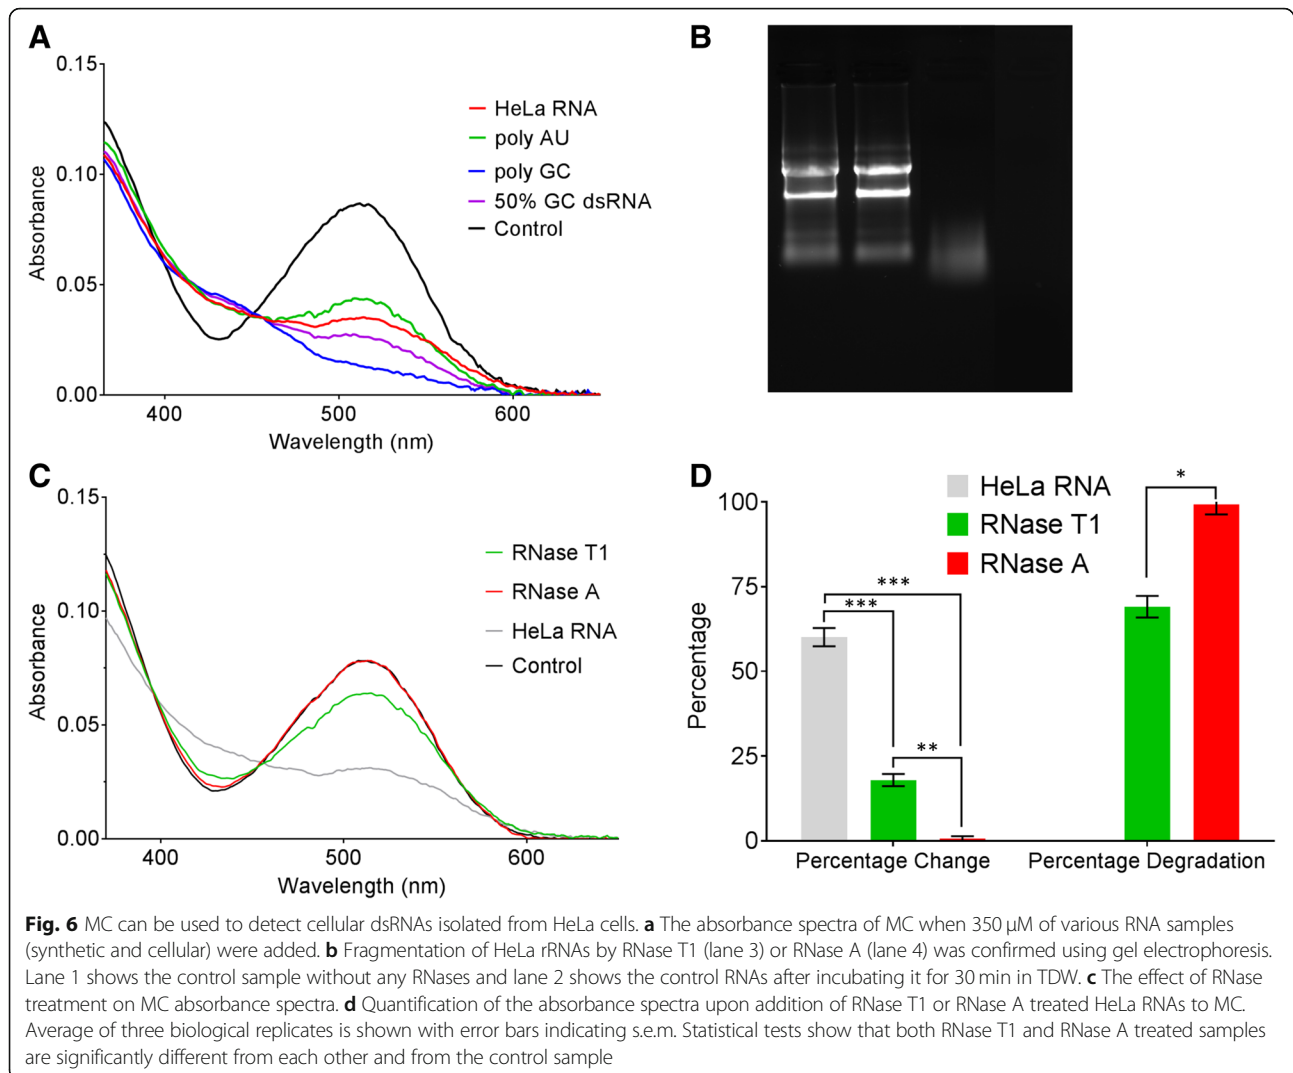 A
0.15
0.10
0.05
0.00
Absorbance
400
500
600
Wavelength (nm)
HeLa RNA
poly AU
poly GC
50% GC dsRNA
Control
B
C
0.15
0.10
0.05
0.00
Absorbance
400
500
600
Wavelength (nm)
RNase T1
RNase A
HeLa RNA
Control
D
HeLa RNA
RNase T1
RNase A
100
75
50
25
0
Percentage
*
***
***
**
Percentage Change
Percentage Degradation
Fig. 6 MC can be used to detect cellular dsRNAs isolated from HeLa cells. a The absorbance spectra of MC when 350 μM of various RNA samples
(synthetic and cellular) were added. b Fragmentation of HeLa rRNAs by RNase T1 (lane 3) or RNase A (lane 4) was confirmed using gel electrophoresis.
Lane 1 shows the control sample without any RNases and lane 2 shows the control RNAs after incubating it for 30 min in TDW. c The effect of RNase
treatment on MC absorbance spectra. d Quantification of the absorbance spectra upon addition of RNase T1 or RNase A treated HeLa RNAs to MC.
Average of three biological replicates is shown with error bars indicating s.e.m. Statistical tests show that both RNase T1 and RNase A treated samples
are significantly different from each other and from the control sample